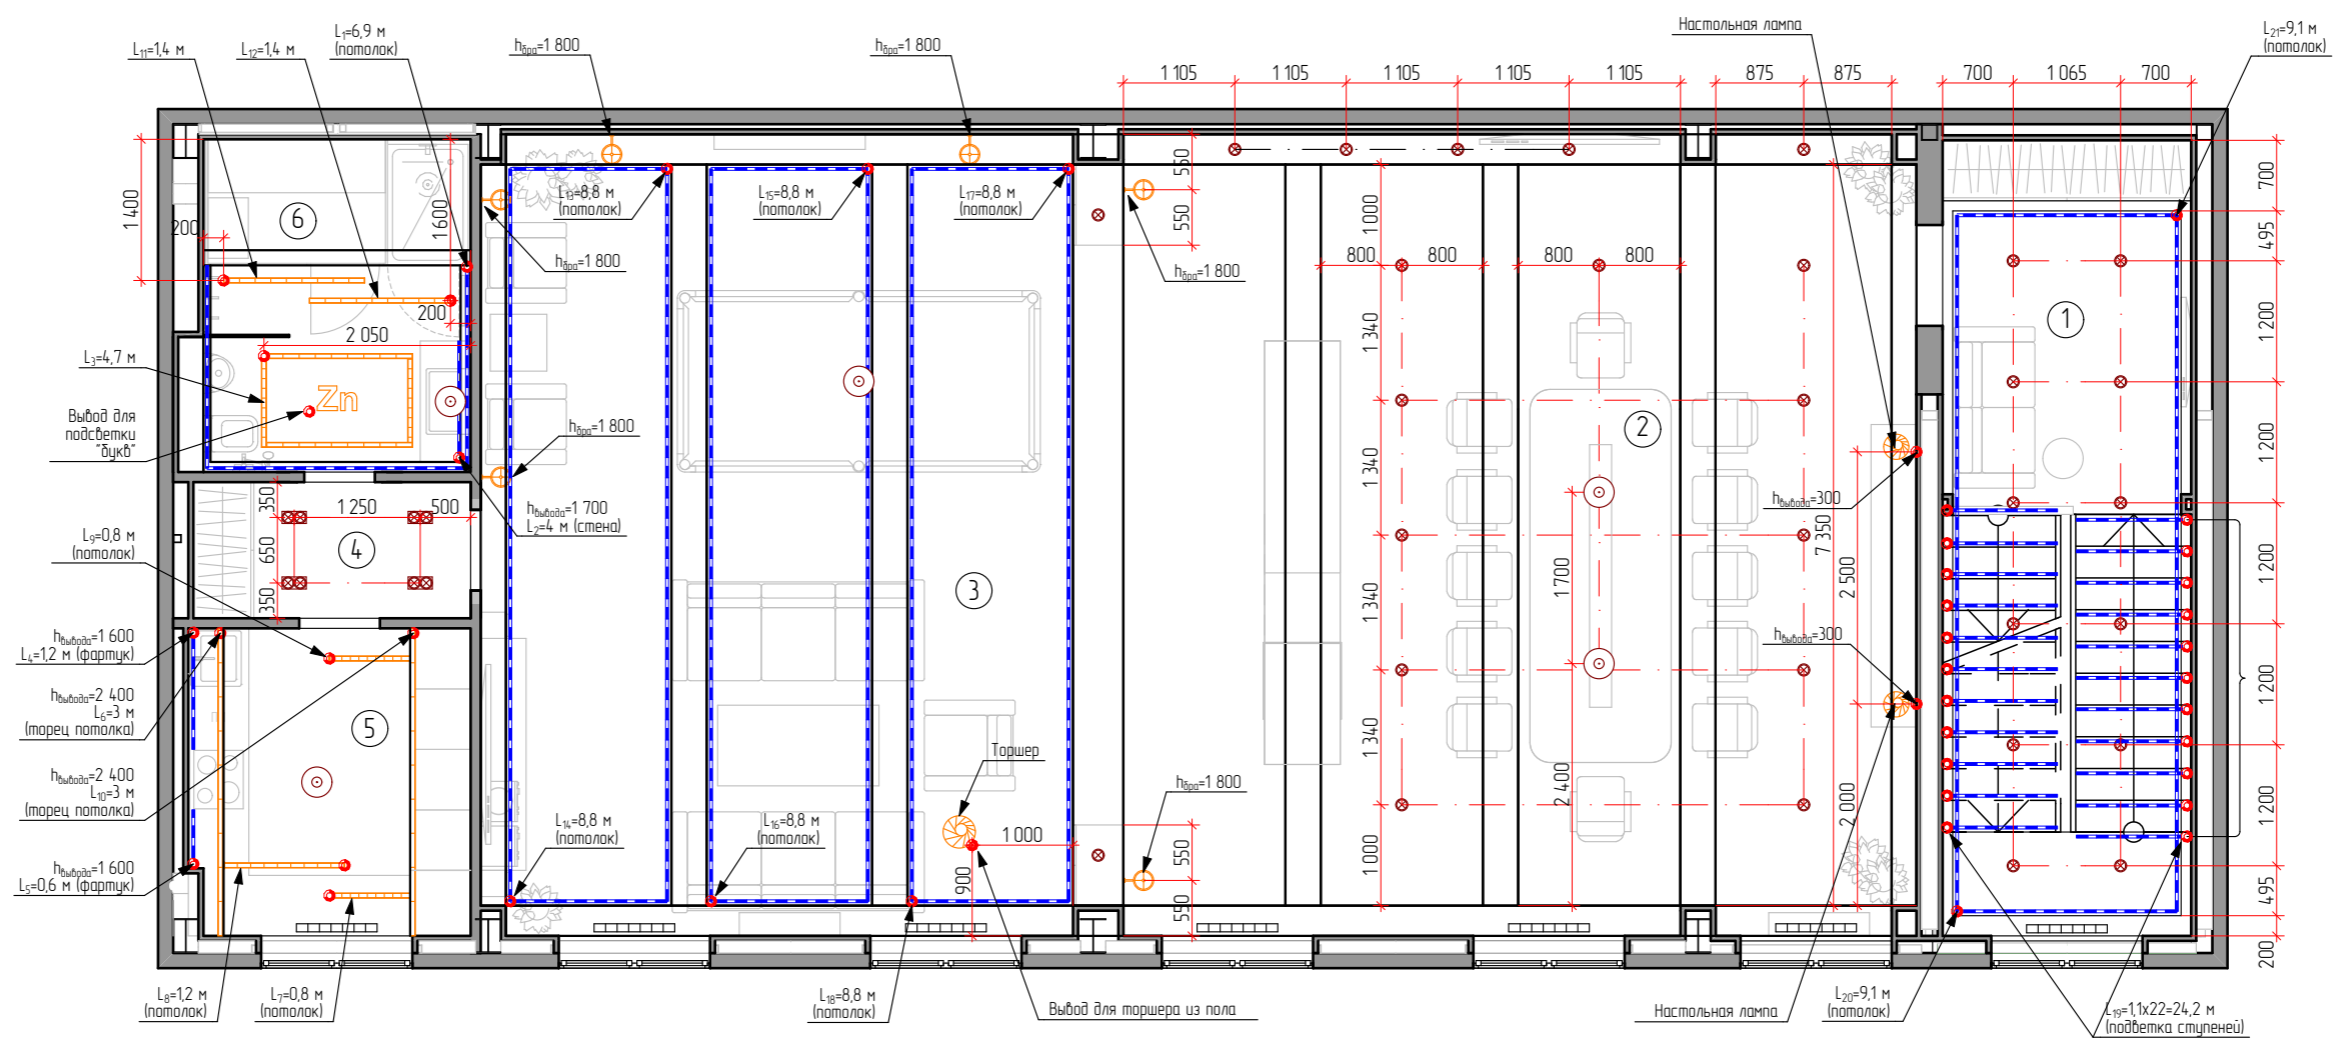 L₁₁=1,4 м
L₁₂=1,4 м
L₁=6,9 м
(потолок)
hбра=1 800
hбра=1 800
Настольная лампа
L₂₁=9,1 м
(потолок)
1 105
1 105
1 105
1 105
1 105
875
875
700
1 065
700
1 400
200
6
1 600
200
2 050
L₁₃=8,8 м
(потолок)
L₁₅=8,8 м
(потолок)
L₁₇=8,8 м
(потолок)
hбра=1 800
550
550
hбра=1 800
1 000
800
800
800
800
700
495
1 200
1
1 340
L₃=4,7 м
Zn
Вывод для
подсветки
"букв"
hбра=1 800
2
1 200
1 340
hвывода=300
7 350
2 500
1 700
350
1 250
500
hвывода=1 700
L₂=4 м (стена)
L₉=0,8 м
(потолок)
650
4
350
3
1 340
1 200
hвывода=1 600
L₄=1,2 м (фартук)
hвывода=300
hвывода=2 400
L₆=3 м
(торец потолка)
5
1 200
1 340
Торшер
hвывода=2 400
L₁₀=3 м
(торец потолка)
hбра=1 800
2 400
2 000
1 200
L₁₄=8,8 м
(потолок)
L₁₆=8,8 м
(потолок)
1 000
900
550
550
1 000
hвывода=1 600
L₅=0,6 м (фартук)
495
200
L₈=1,2 м
(потолок)
L₇=0,8 м
(потолок)
L₁₈=8,8 м
(потолок)
Вывод для торшера из пола
Настольная лампа
L₂₀=9,1 м
(потолок)
L₁₉=1,1х22=24,2 м
(подветка ступеней)